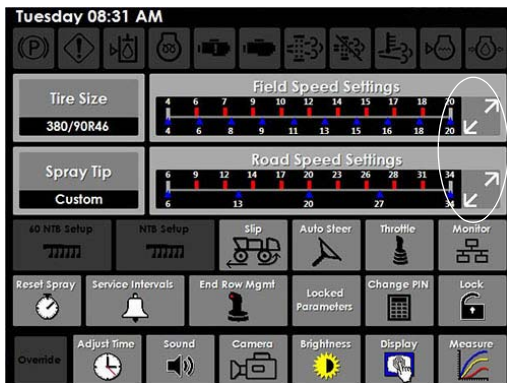 Tuesday 08:31 AM
Tire Size
380/90R46
Field Speed Settings
4 6 7 9 10 12 14 15 17 18 20
4 6 8 9 11 13 15 16 18 20
Spray Tip
Custom
Road Speed Settings
6 9 12 14 17 20 23 26 28 31 34
6 13 20 27 34
60 NTB Setup
NTB Setup
Slip
Auto Steer
Throttle
Monitor
Reset Spray
Service Intervals
End Row Mgmt
Locked
Parameters
Change PIN
Lock
Override
Adjust Time
Sound
Camera
Brightness
Display
Measure